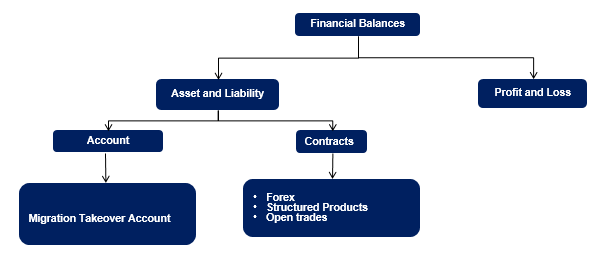 Financial Balances
Asset and Liability
Profit and Loss
Account
Contracts
Migration Takeover Account
• Forex
• Structured Products
• Open trades